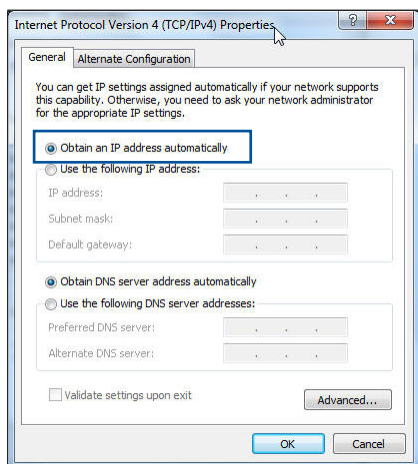 Internet Protocol Version 4 (TCP/IPv4) Properties
General
Alternate Configuration
You can get IP settings assigned automatically if your network supports
this capability. Otherwise, you need to ask your network administrator
for the appropriate IP settings.
Obtain an IP address automatically
Use the following IP address:
IP address:
Subnet mask:
Default gateway:
Obtain DNS server address automatically
Use the following DNS server addresses:
Preferred DNS server:
Alternate DNS server:
Validate settings upon exit
Advanced...
OK
Cancel